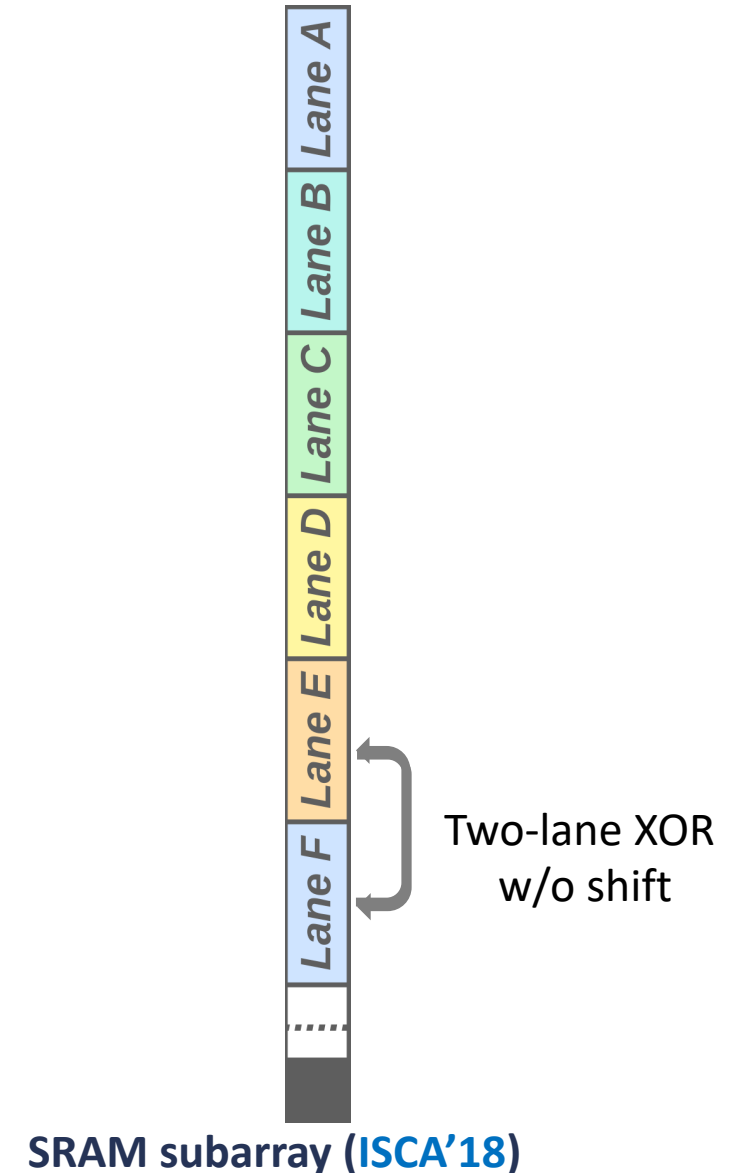 Lane A
Lane B
Lane C
Lane D
Lane E
Lane F
Two-lane XOR
w/o shift
SRAM subarray (ISCA’18)